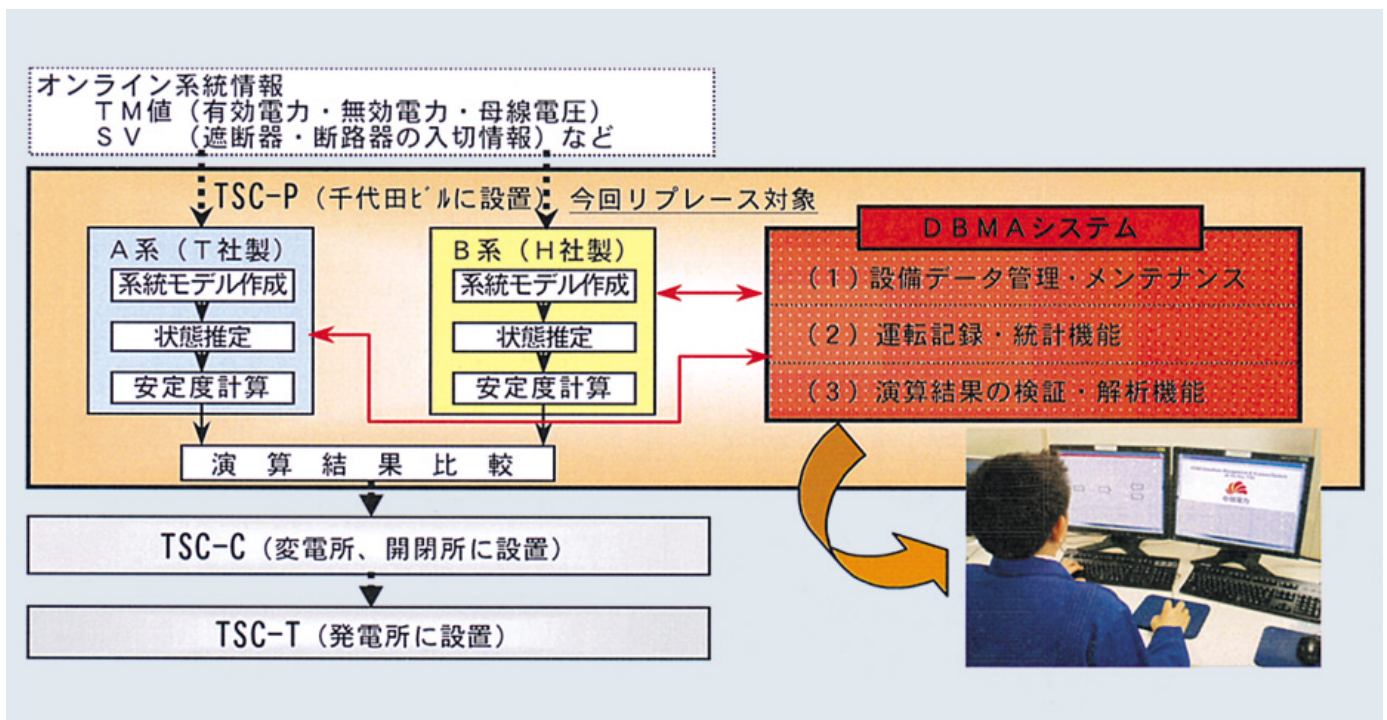 オンライン系統情報
ＴＭ値（有効電力・無効電力・母線電圧）
ＳＶ （遮断器・断路器の入切情報）など
TSC-P（千代田ﾋﾞﾙに設置） 今回リプレース対象
Ａ系（Ｔ社製）
系統モデル作成
状態推定
安定度計算
Ｂ系（Ｈ社製）
系統モデル作成
状態推定
安定度計算
演算結果比較
ＤＢＭＡシステム
（１）設備データ管理・メンテナンス
（２）運転記録・統計機能
（３）演算結果の検証・解析機能
TSC-C（変電所、開閉所に設置）
TSC-T（発電所に設置）
中部電力